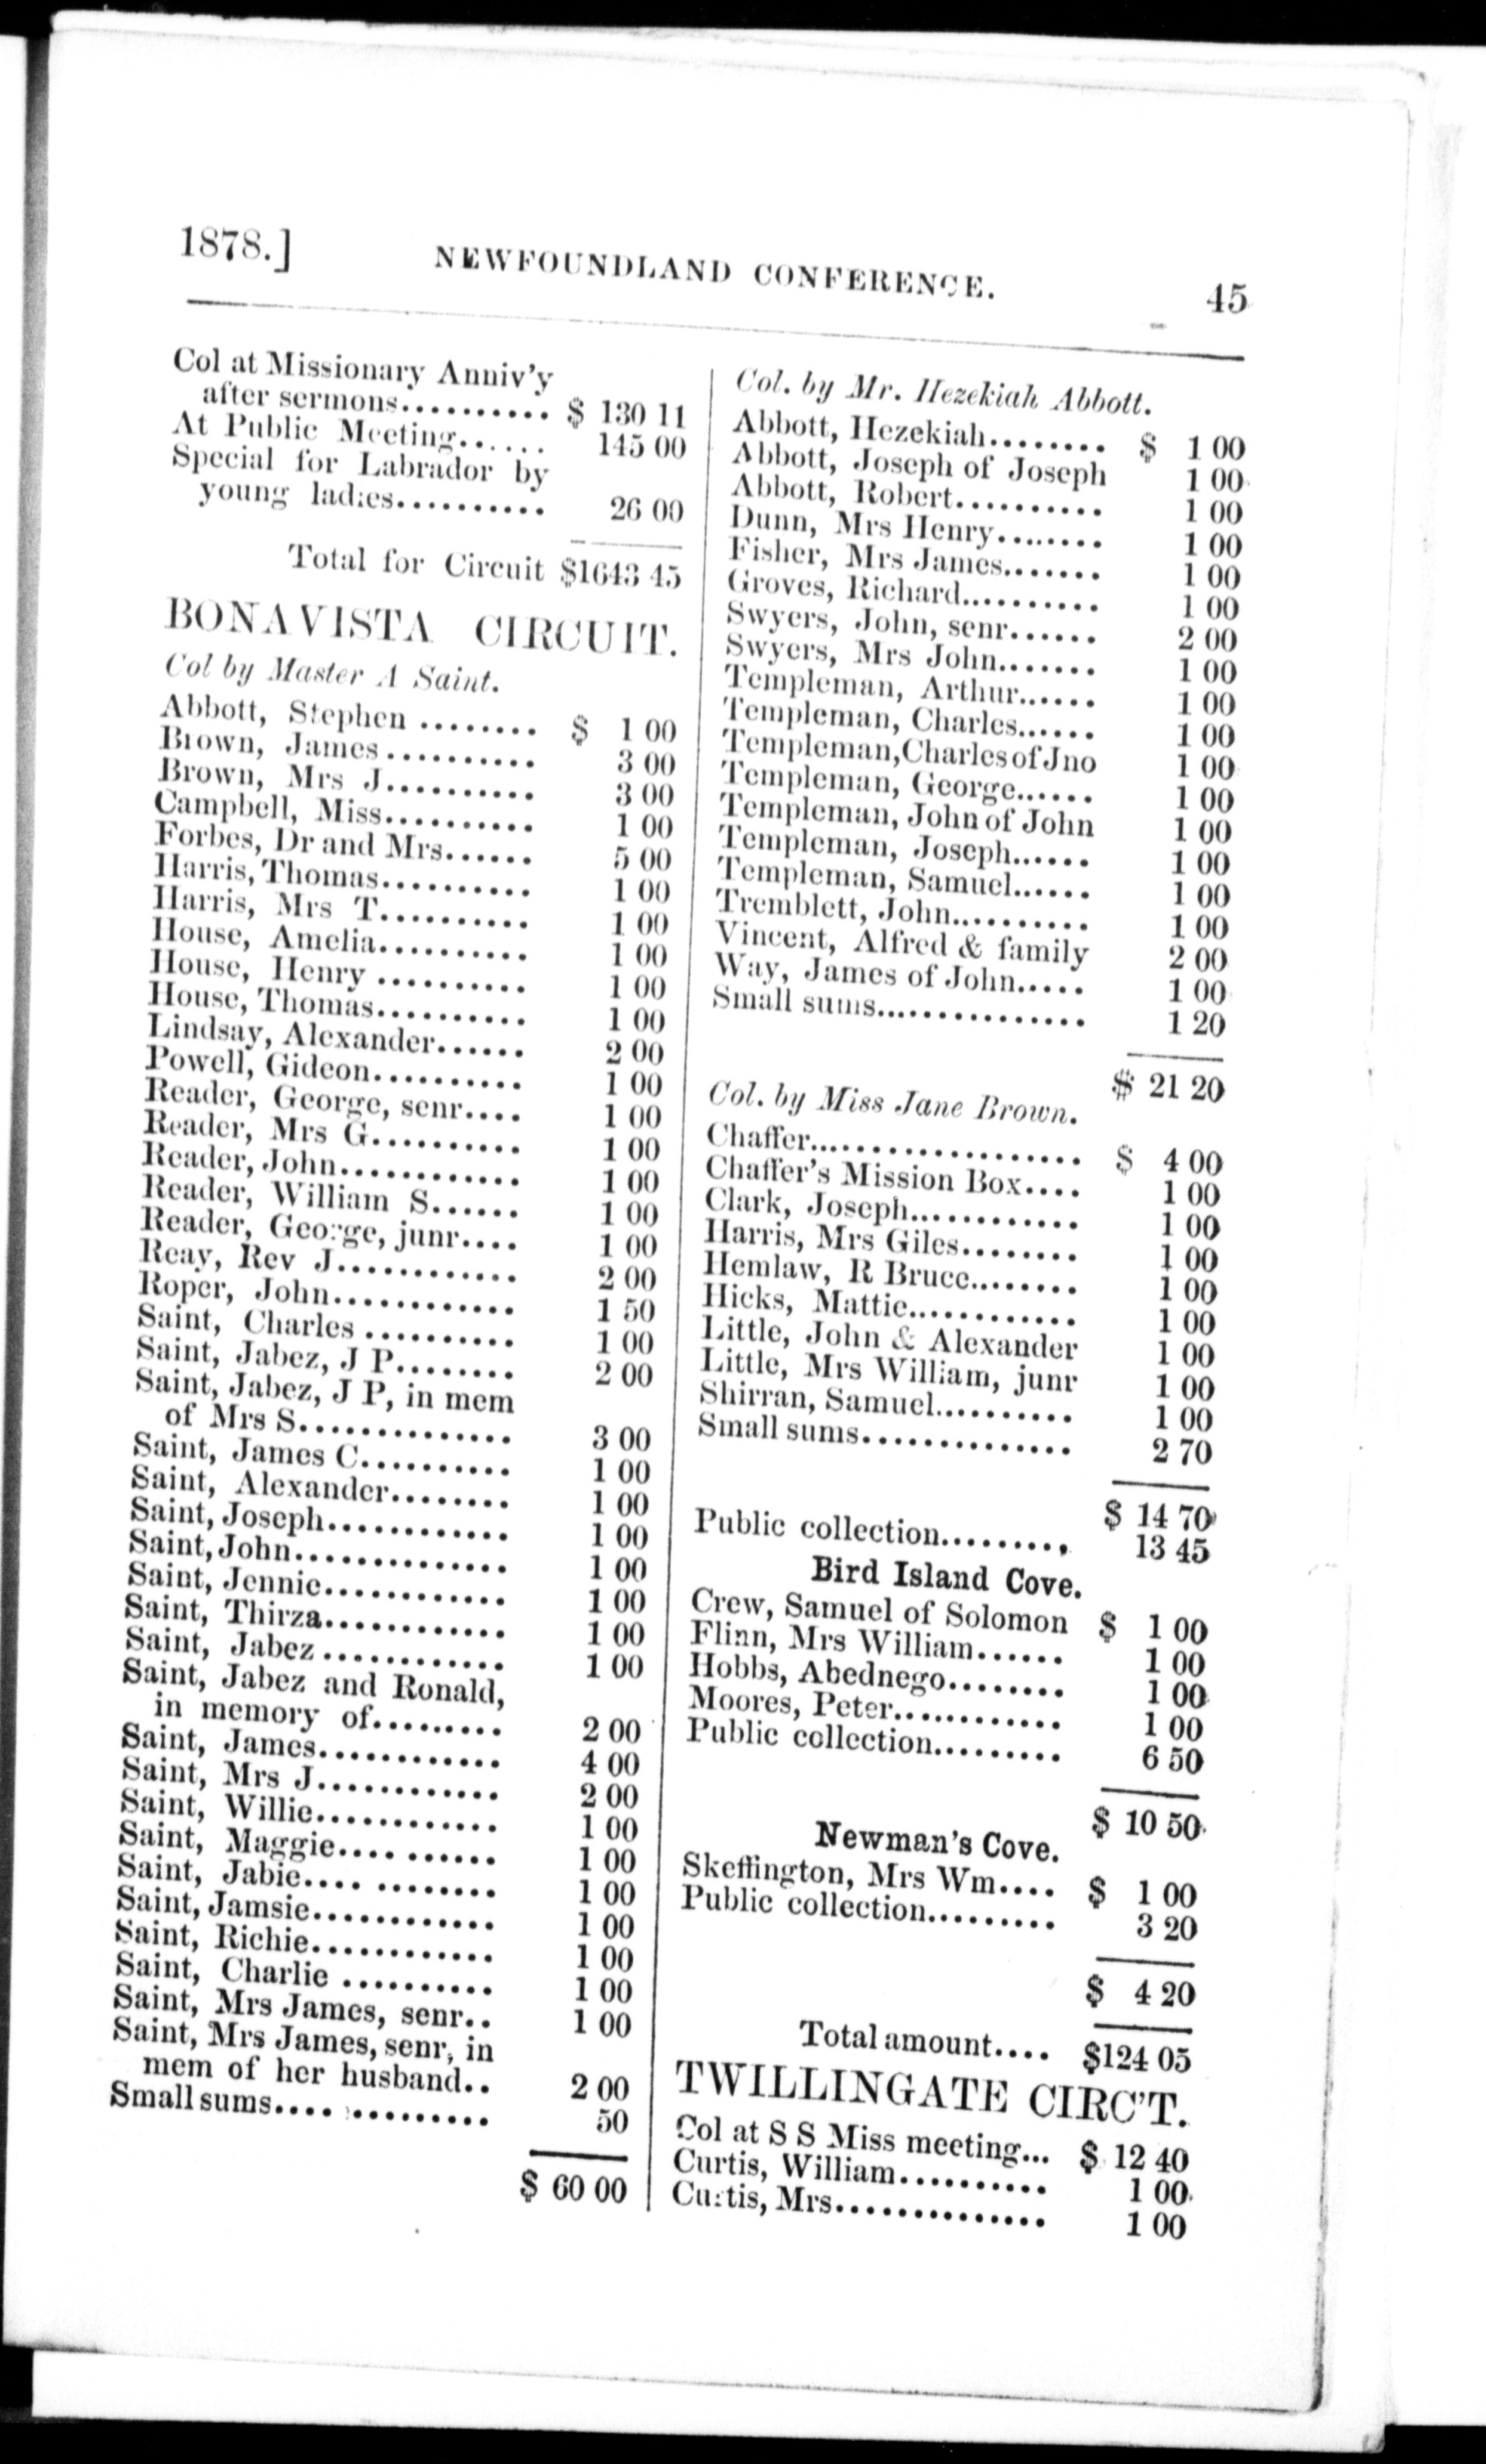 1878.] NEWFOUNDLAND CONFERENCE. 45
Col at Missionary Anniv'y
after sermons.......... $ 130 11
At Public Meeting...... 145 00
Special for Labrador by
young ladies.......... 26 00
Total for Circuit $1643 45
BONAVISTA CIRCUIT.
Col by Master A Saint.
Abbott, Stephen ........ $ 1 00
Brown, James .......... 3 00
Brown, Mrs J.......... 3 00
Campbell, Miss.......... 1 00
Forbes, Dr and Mrs...... 5 00
Harris, Thomas.......... 1 00
Harris, Mrs T.......... 1 00
House, Amelia.......... 1 00
House, Henry .......... 1 00
House, Thomas.......... 1 00
Lindsay, Alexander...... 2 00
Powell, Gideon.......... 1 00
Reader, George, senr.... 1 00
Reader, Mrs G.......... 1 00
Reader, John............ 1 00
Reader, William S...... 1 00
Reader, George, junr.... 1 00
Reay, Rev J............ 2 00
Roper, John............ 1 50
Saint, Charles .......... 1 00
Saint, Jabez, J P........ 2 00
Saint, Jabez, J P, in mem
of Mrs S.............. 3 00
Saint, James C.......... 1 00
Saint, Alexander........ 1 00
Saint, Joseph............ 1 00
Saint, John.............. 1 00
Saint, Jennie............ 1 00
Saint, Thirza............ 1 00
Saint, Jabez ............ 1 00
Saint, Jabez and Ronald,
in memory of......... 2 00
Saint, James............ 4 00
Saint, Mrs J............ 2 00
Saint, Willie............ 1 00
Saint, Maggie.... ...... 1 00
Saint, Jabie.... ........ 1 00
Saint, Jamsie............ 1 00
Saint, Richie............ 1 00
Saint, Charlie .......... 1 00
Saint, Mrs James, senr.. 1 00
Saint, Mrs James, senr, in
mem of her husband.. 2 00
Small sums.... ......... 50
$ 60 00
Col. by Mr. Hezekiah Abbott.
Abbott, Hezekiah........ $ 1 00
Abbott, Joseph of Joseph 1 00
Abbott, Robert.......... 1 00
Dunn, Mrs Henry........ 1 00
Fisher, Mrs James....... 1 00
Groves, Richard.......... 1 00
Swyers, John, senr...... 2 00
Swyers, Mrs John....... 1 00
Templeman, Arthur...... 1 00
Templeman, Charles...... 1 00
Templeman, Charles of Jno 1 00
Templeman, George...... 1 00
Templeman, John of John 1 00
Templeman, Joseph...... 1 00
Templeman, Samuel...... 1 00
Tremblett, John.......... 1 00
Vincent, Alfred & family 2 00
Way, James of John..... 1 00
Small sums............... 1 20
$ 21 20
Col. by Miss Jane Brown.
Chaffer.................. $ 4 00
Chaffer's Mission Box.... 1 00
Clark, Joseph............ 1 00
Harris, Mrs Giles........ 1 00
Hemlaw, R Bruce........ 1 00
Hicks, Mattie............ 1 00
Little, John & Alexander 1 00
Little, Mrs William, junr 1 00
Shirran, Samuel.......... 1 00
Small sums.............. 2 70
$ 14 70
Public collection........, 13 45
Bird Island Cove.
Crew, Samuel of Solomon $ 1 00
Flinn, Mrs William...... 1 00
Hobbs, Abednego........ 1 00
Moores, Peter............ 1 00
Public collection......... 6 50
$ 10 50
Newman's Cove.
Skeffington, Mrs Wm.... $ 1 00
Public collection......... 3 20
$ 4 20
Total amount.... $124 05
TWILLINGATE CIRC'T.
Col at S S Miss meeting... $ 12 40
Curtis, William.......... 1 00
Curtis, Mrs.............. 1 00